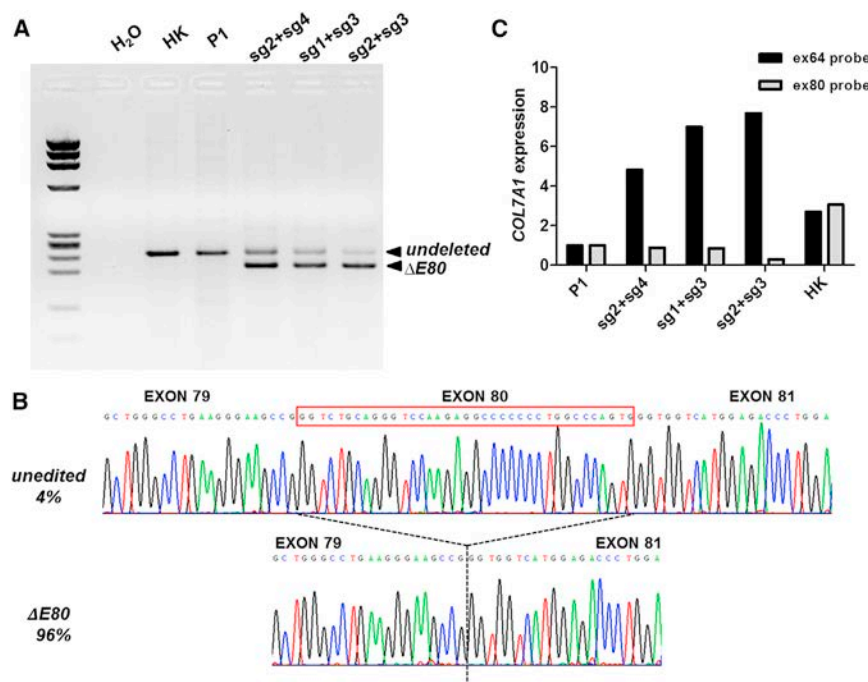 A
H₂O HK P1 sg2+sg4 sg1+sg3 sg2+sg3
undeleted
ΔE80
C
ex64 probe
ex80 probe
COL7A1 expression
10
8
6
4
2
0
P1 sg2+sg4 sg1+sg3 sg2+sg3 HK
B
EXON 79 EXON 80 EXON 81
G C T G G G C C T G A A G G G A A G C C G G G T C T G C A G G G T C C A A G A G G C C C C C C C T G G C C C A G T G G G T G G T C A T G G A G A C C C T G G A
unedited
4%
EXON 79 EXON 81
G C T G G G C C T G A A G G G A A G C C G G G T G G T C A T G G A G A C C C T G G A
ΔE80
96%